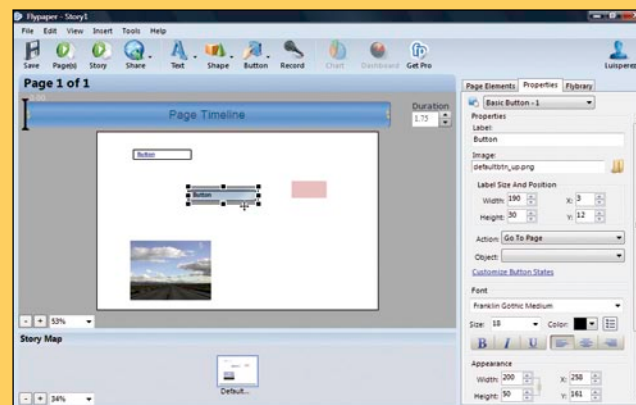 Flypaper - Story1
File Edit View Insert Tools Help
Save Page(s) Story Share Text Shape Button Record Chart Dashboard Get Pro Luisperez
Page 1 of 1
0:00
Page Timeline
Duration
1.75
Button
Button
- + 53%
Story Map
Default...
- + 34%
Page Elements Properties Flybrary
Basic Button - 1
Properties
Label:
Button
Image:
defaultbtn_up.png
Label Size And Position
Width: 190 X: 3
Height: 30 Y: 12
Action: Go To Page
Object:
Customize Button States
Font
Franklin Gothic Medium
Size: 18 Color:
B I U
Appearance
Width: 200 X: 258
Height: 50 Y: 161